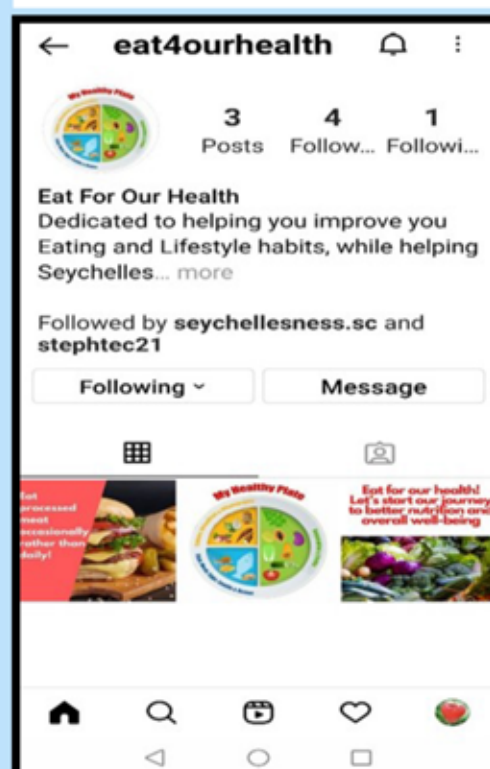 eat4ourhealth
3 4 1
Posts Follow... Followi...
Eat For Our Health
Dedicated to helping you improve you
Eating and Lifestyle habits, while helping
Seychelles... more
Followed by seychellesness.sc and
stephtec21
Following Message
Eat
processed
meat
occasionally
rather than
daily!
My Healthy Plate
Eat for our health!
Let's start our journey
to better nutrition and
overall well-being